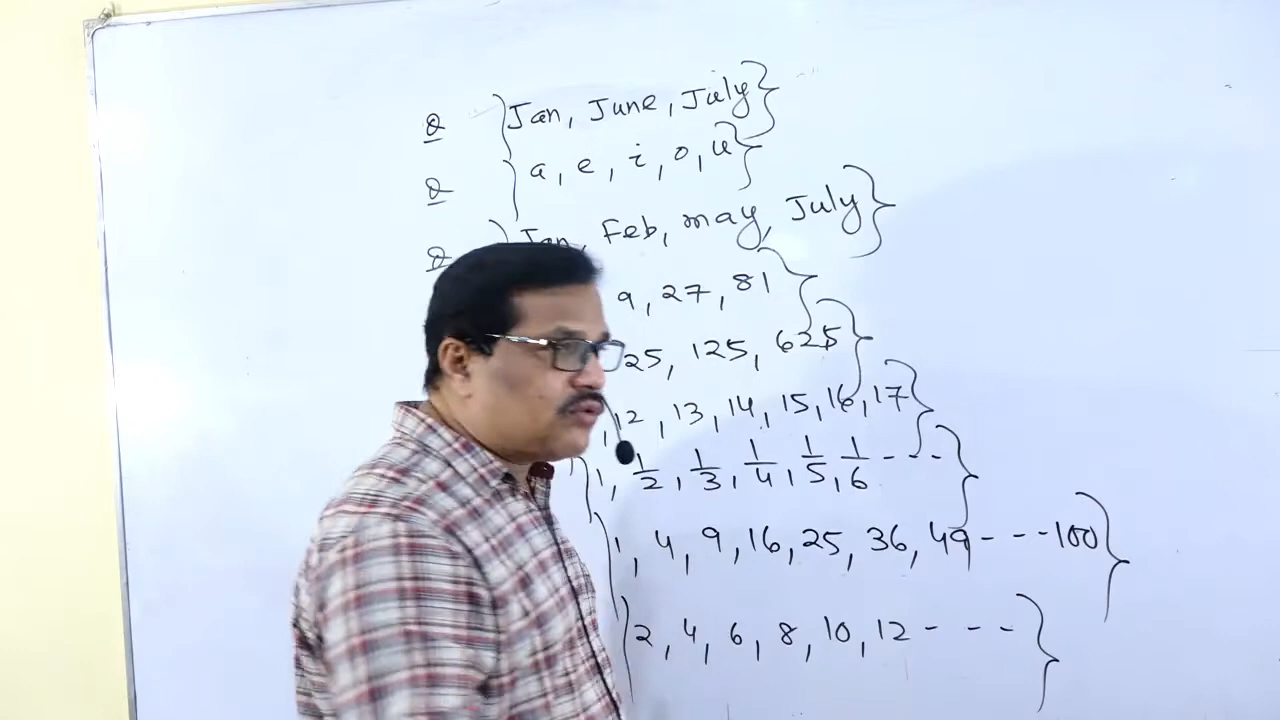 Q {Jan, June, July}
Q {a, e, i, o, u}
Q {Jan, Feb, may, July}
9, 27, 81}
25, 125, 625}
, 12, 13, 14, 15, 16, 17}
{1, 1/2, 1/3, 1/4, 1/5, 1/6 - - -}
{1, 4, 9, 16, 25, 36, 49 - - - 100}
{2, 4, 6, 8, 10, 12 - - -}